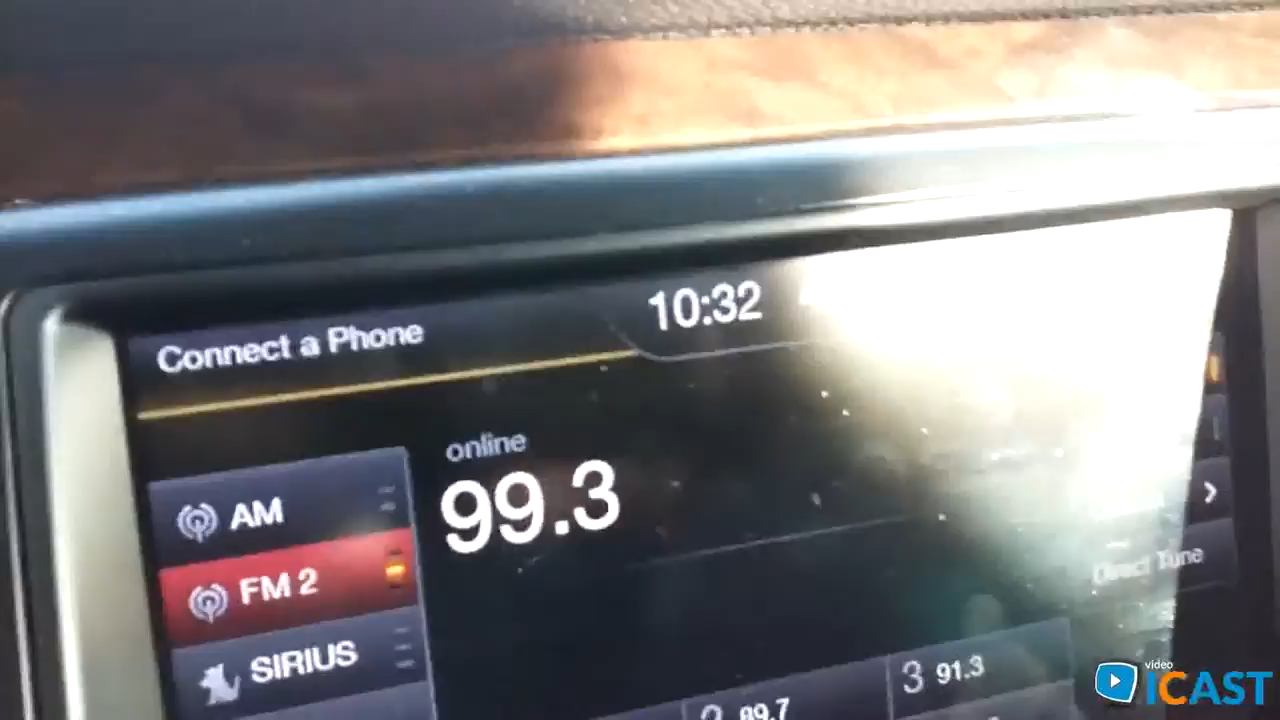 Connect a Phone
10:32
online
99.3
AM
FM 2
SIRIUS
Direct Tune
2 89.7
3 91.3
vídeo
ICAST